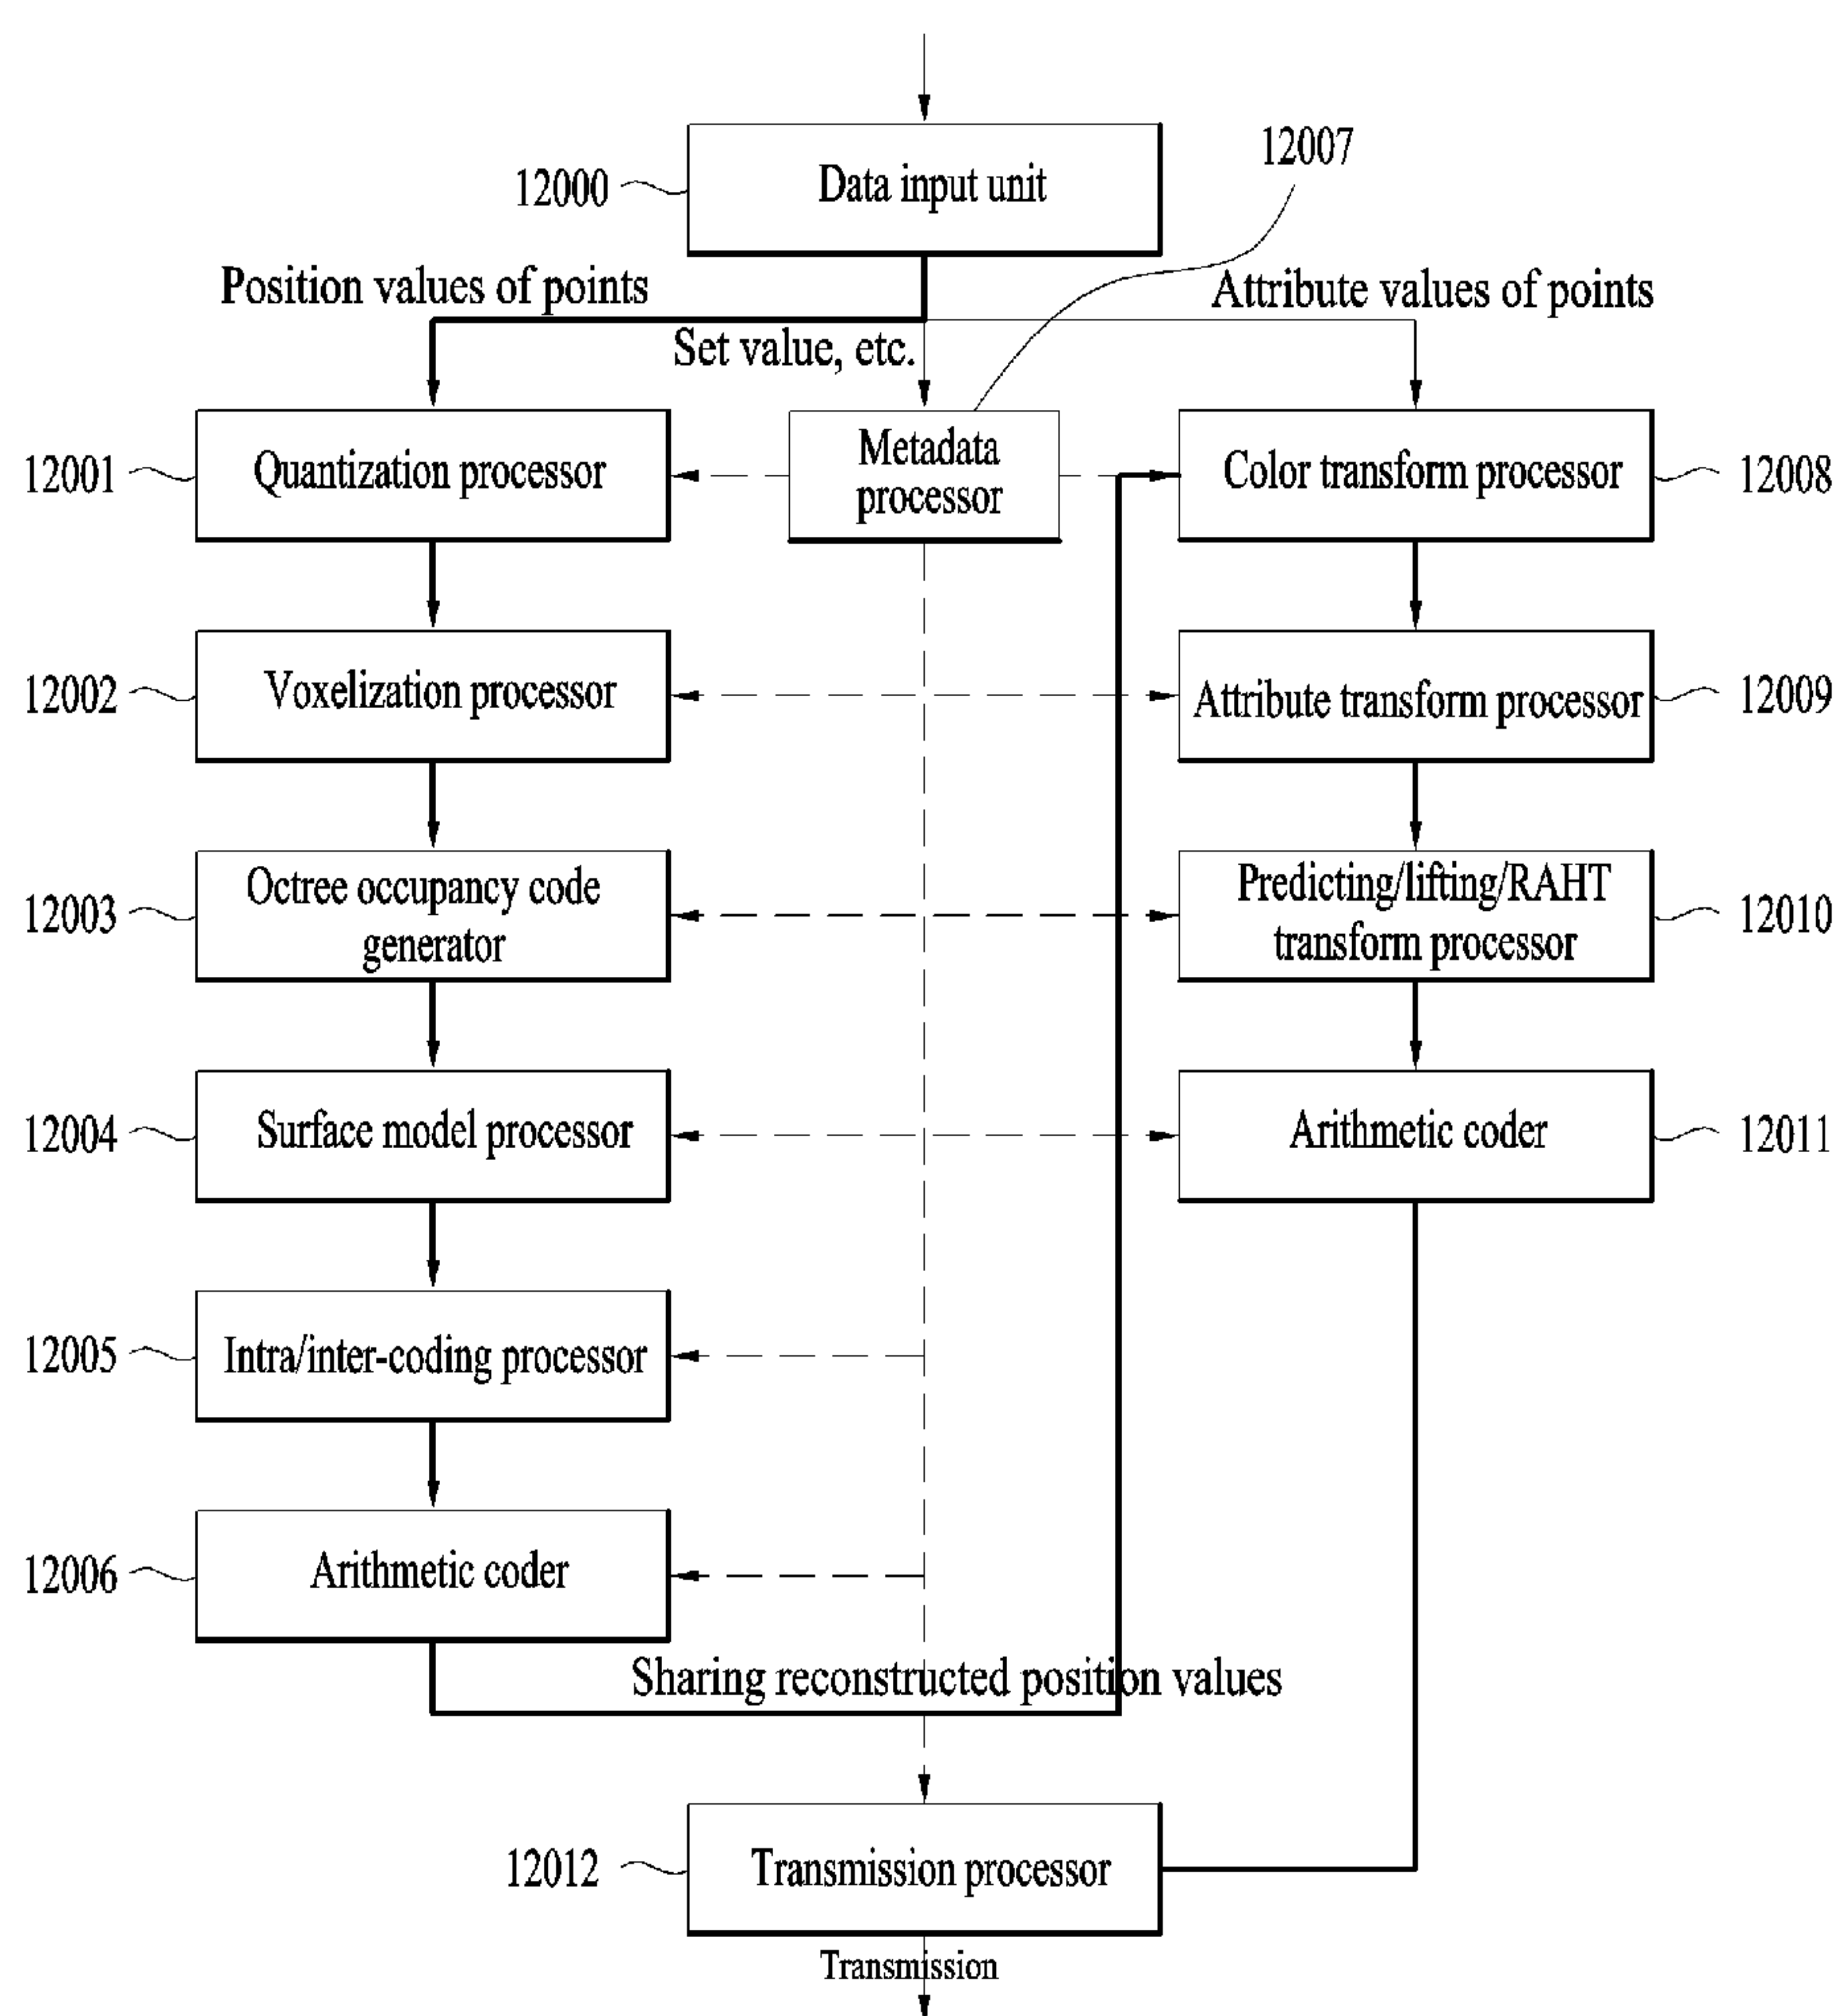 12007
12000
Data input unit
Position values of points
Attribute values of points
Set value, etc.
12001
Quantization processor
Metadata
processor
Color transform processor
12008
12002
Voxelization processor
Attribute transform processor
12009
12003
Octree occupancy code
generator
Predicting/lifting/RAHT
transform processor
12010
12004
Surface model processor
Arithmetic coder
12011
12005
Intra/inter-coding processor
12006
Arithmetic coder
Sharing reconstructed position values
12012
Transmission processor
Transmission